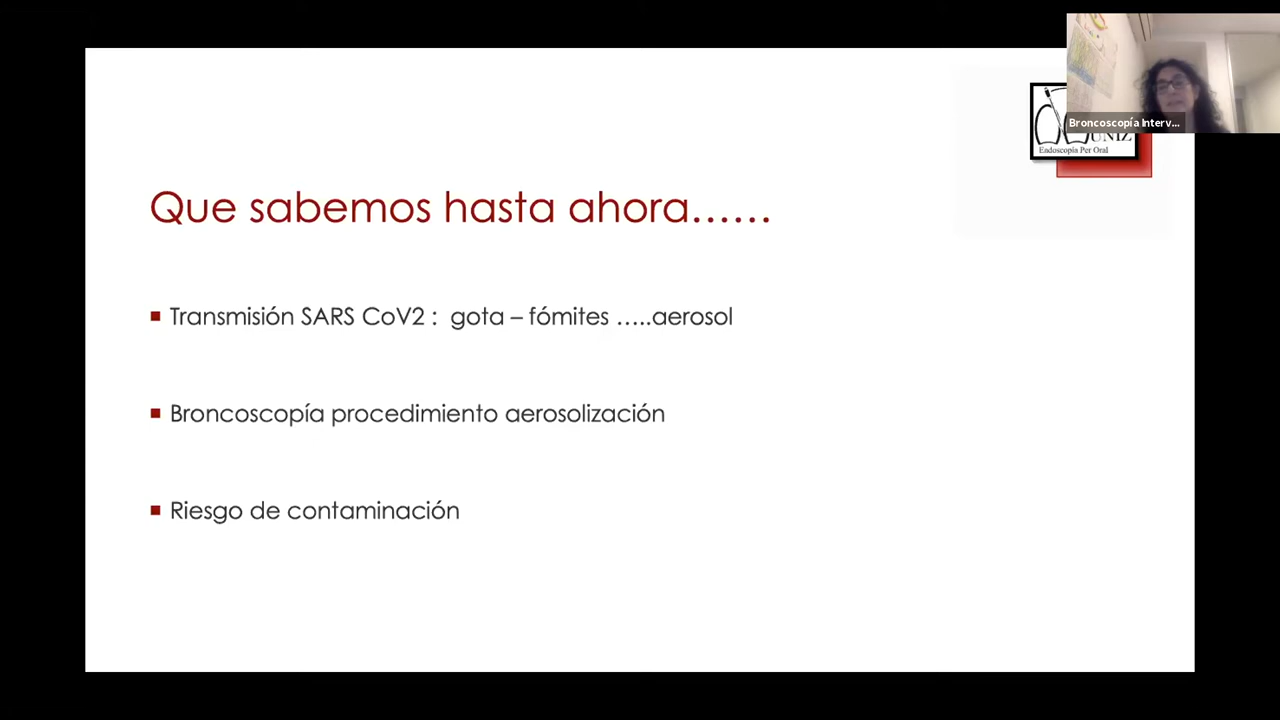 Broncoscopía Interv...
UÑIZ
Endoscopía Per Oral
Que sabemos hasta ahora……
Transmisión SARS CoV2 : gota – fómites …..aerosol
Broncoscopía procedimiento aerosolización
Riesgo de contaminación